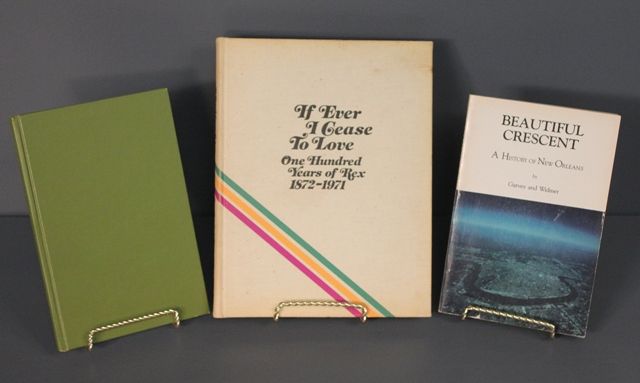 If Ever
I Cease
To Love
One Hundred
Years of Rex
1872-1971
BEAUTIFUL
CRESCENT
A HISTORY OF NEW ORLEANS
by
Garvey and Widmer